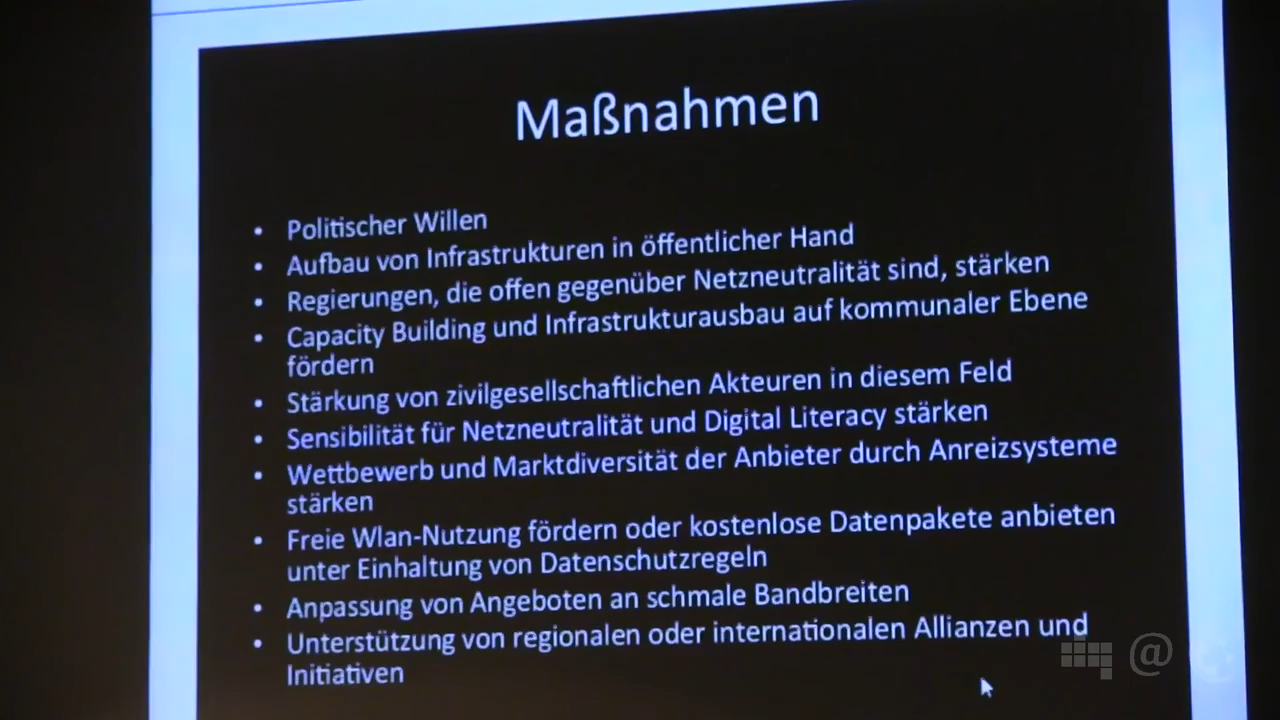 Maßnahmen
• Politischer Willen
• Aufbau von Infrastrukturen in öffentlicher Hand
• Regierungen, die offen gegenüber Netzneutralität sind, stärken
• Capacity Building und Infrastrukturausbau auf kommunaler Ebene
fördern
• Stärkung von zivilgesellschaftlichen Akteuren in diesem Feld
• Sensibilität für Netzneutralität und Digital Literacy stärken
• Wettbewerb und Marktdiversität der Anbieter durch Anreizsysteme
stärken
• Freie Wlan-Nutzung fördern oder kostenlose Datenpakete anbieten
unter Einhaltung von Datenschutzregeln
• Anpassung von Angeboten an schmale Bandbreiten
• Unterstützung von regionalen oder internationalen Allianzen und
Initiativen
@